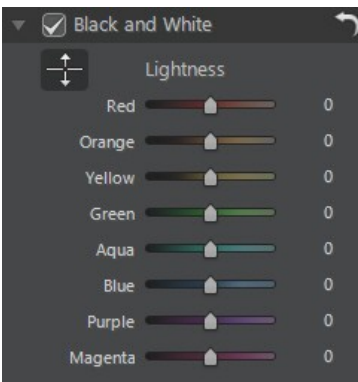 Black and White
Lightness
Red 0
Orange 0
Yellow 0
Green 0
Aqua 0
Blue 0
Purple 0
Magenta 0